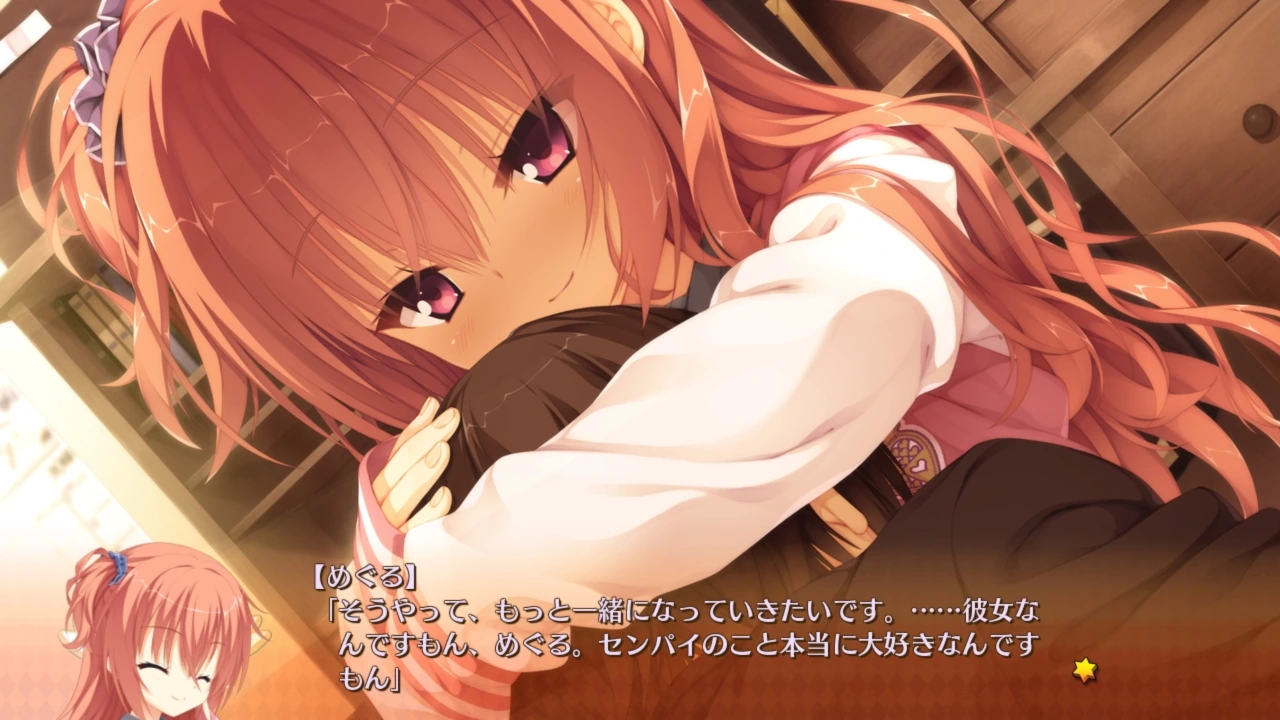 【めぐる】
「そうやって、もっと一緒になっていきたいです。……彼女な
んですもん、めぐる。センパイのこと本当に大好きなんです
もん」